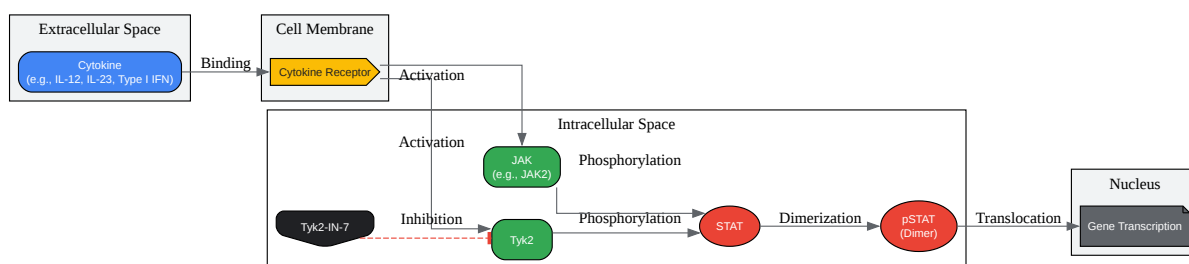 Extracellular Space
Cytokine
(e.g., IL-12, IL-23, Type I IFN)
Binding
Cell Membrane
Cytokine Receptor
Activation
Intracellular Space
Activation
JAK
(e.g., JAK2)
Phosphorylation
Tyk2-IN-7
Inhibition
Tyk2
Phosphorylation
STAT
Dimerization
pSTAT
(Dimer)
Translocation
Nucleus
Gene Transcription